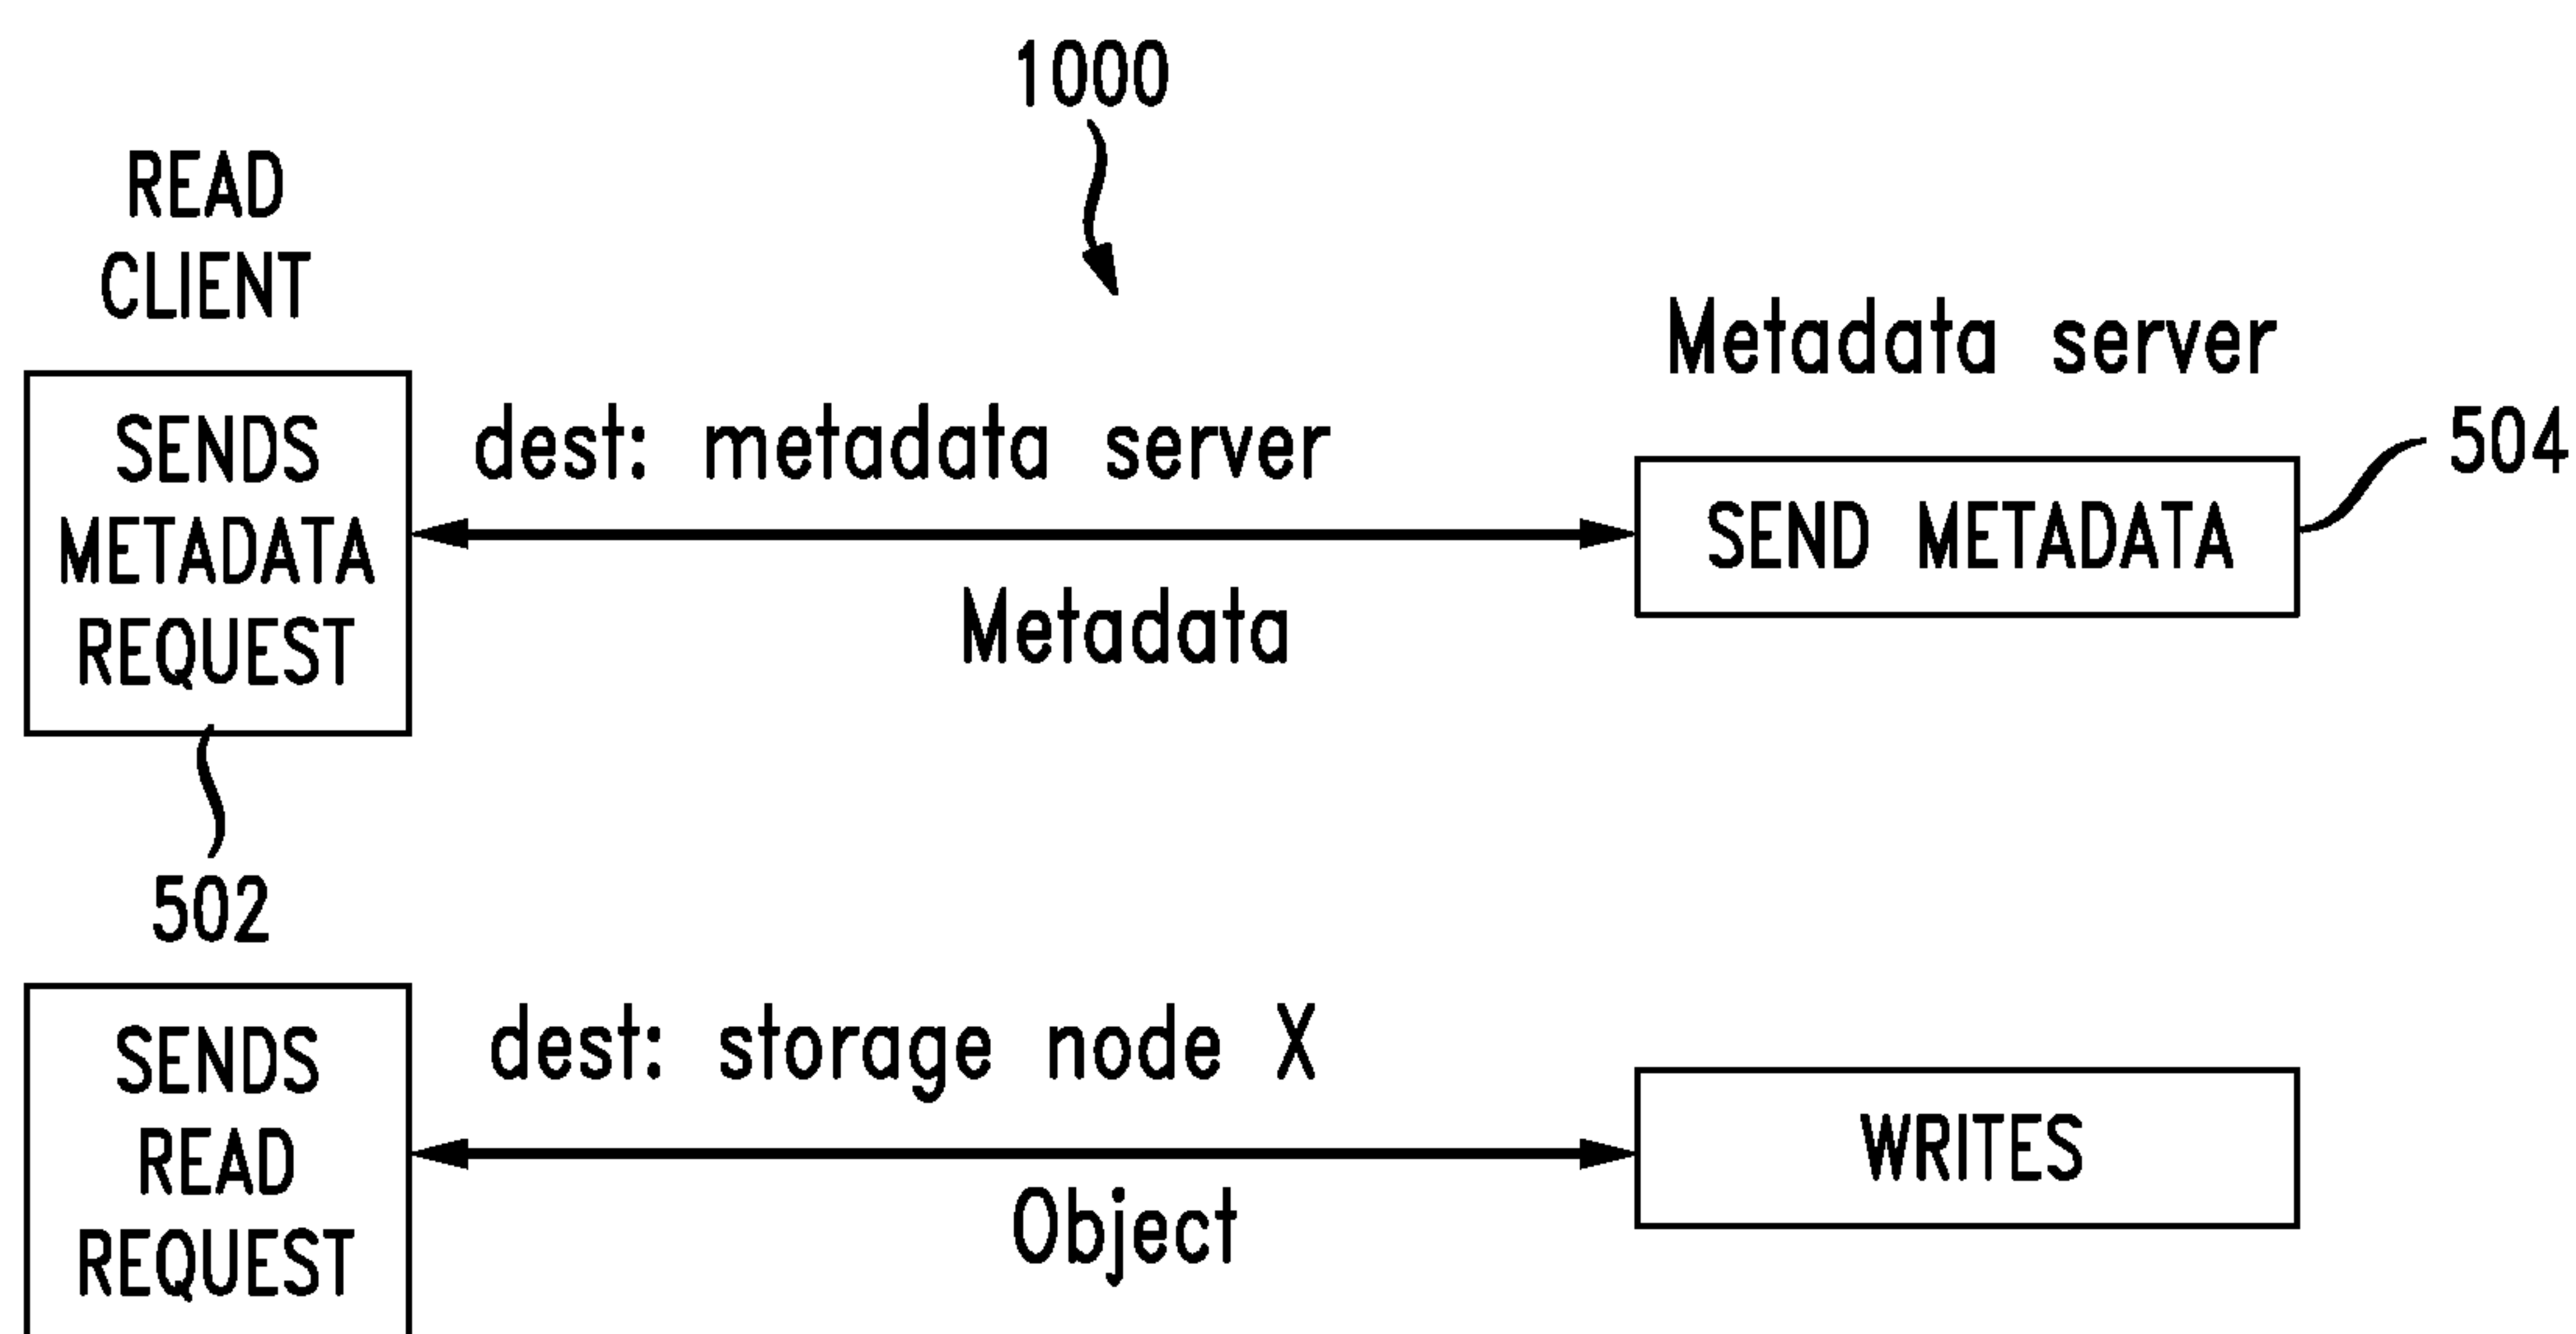 1000
READ
CLIENT
Metadata server
SENDS
METADATA
REQUEST
dest: metadata server
Metadata
SEND METADATA
504
502
SENDS
READ
REQUEST
dest: storage node X
Object
WRITES